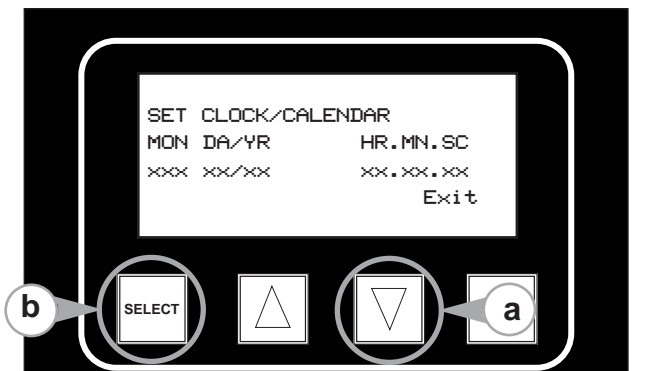 SET CLOCK/CALENDAR
MON DA/YR HR.MN.SC
xxx xx/xx xx.xx.xx
Exit
b SELECT a